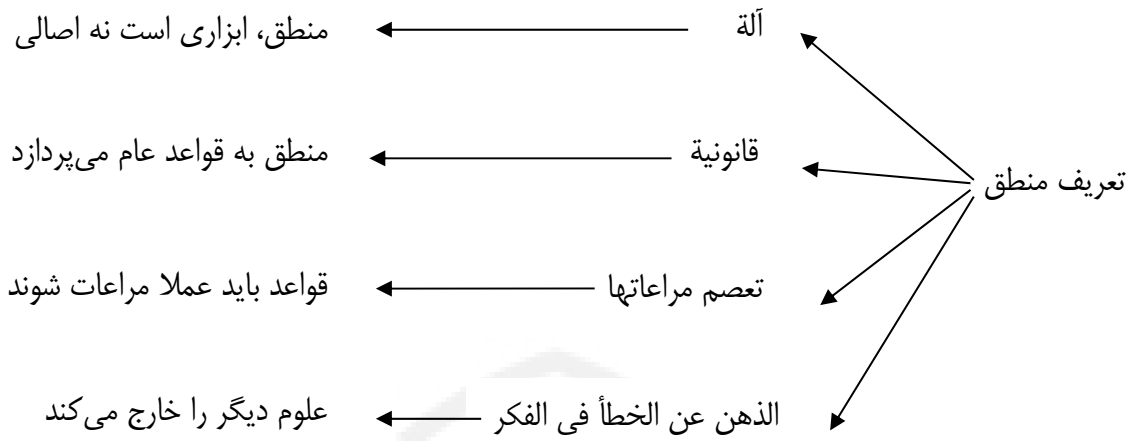 تعریف منطق
آلة
منطق، ابزاری است نه اصالی
قانونیة
منطق به قواعد عام می‌پردازد
تعصم مراعاتها
قواعد باید عملا مراعات شوند
الذهن عن الخطأ فی الفکر
علوم دیگر را خارج می‌کند